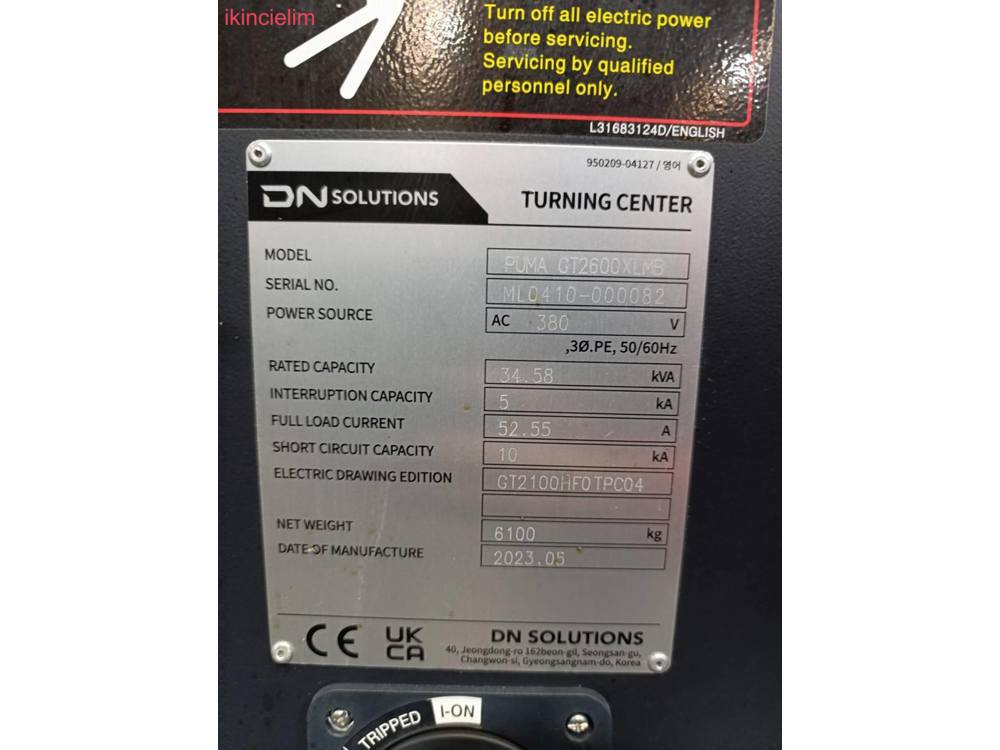 ikincielim
Turn off all electric power
before servicing.
Servicing by qualified
personnel only.
L31683124D/ENGLISH
950209-04127 / 영어
DN SOLUTIONS
TURNING CENTER
MODEL PUMA GT2600XLMB
SERIAL NO. ML0410-000082
POWER SOURCE AC 380 V
,3Ø.PE, 50/60Hz
RATED CAPACITY 34.58 kVA
INTERRUPTION CAPACITY 5 kA
FULL LOAD CURRENT 52.55 A
SHORT CIRCUIT CAPACITY 10 kA
ELECTRIC DRAWING EDITION GT2100HF0TPC04
NET WEIGHT 6100 kg
DATE OF MANUFACTURE 2023.05
CE UK CA
DN SOLUTIONS
40, Jeongdong-ro 162beon-gil, Seongsan-gu,
Changwon-si, Gyeongsangnam-do, Korea
TRIPPED I-ON